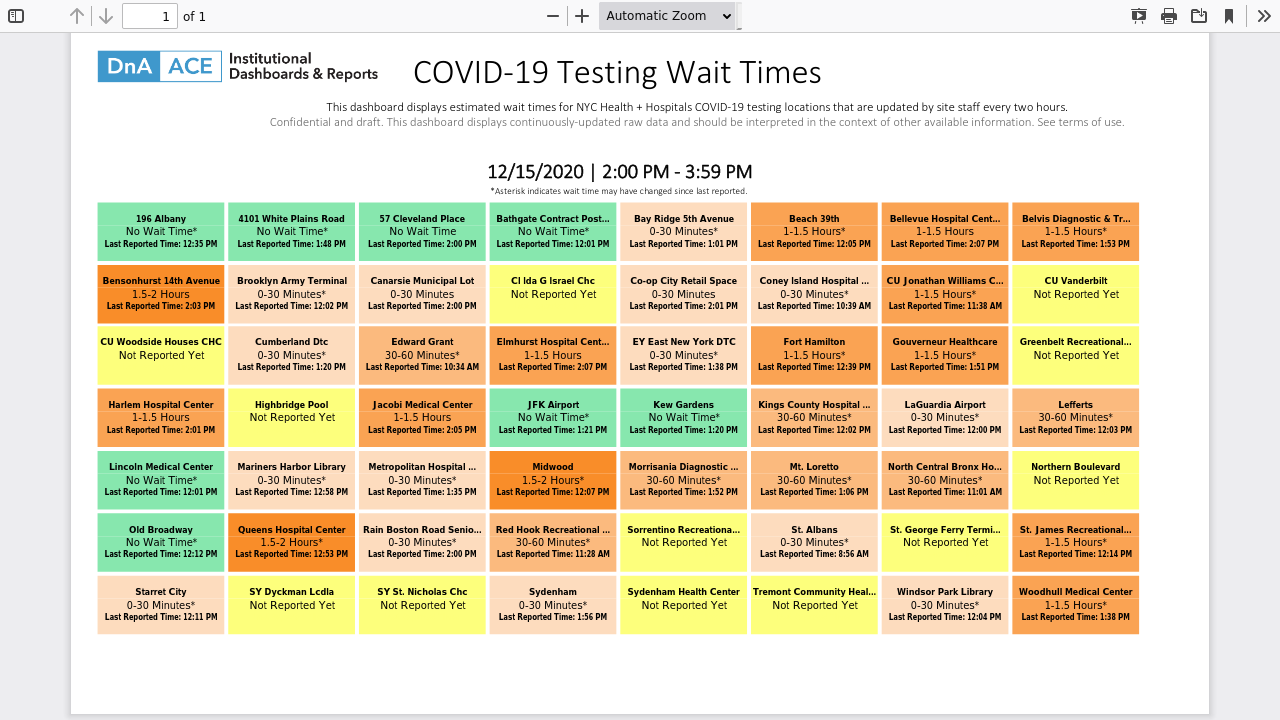 1 of 1
Automatic Zoom
DnA ACE Institutional
Dashboards & Reports
COVID-19 Testing Wait Times
This dashboard displays estimated wait times for NYC Health + Hospitals COVID-19 testing locations that are updated by site staff every two hours.
Confidential and draft. This dashboard displays continuously-updated raw data and should be interpreted in the context of other available information. See terms of use.
12/15/2020 | 2:00 PM - 3:59 PM
*Asterisk indicates wait time may have changed since last reported.
196 Albany
No Wait Time*
Last Reported Time: 12:35 PM
4101 White Plains Road
No Wait Time*
Last Reported Time: 1:48 PM
57 Cleveland Place
No Wait Time
Last Reported Time: 2:00 PM
Bathgate Contract Post...
No Wait Time*
Last Reported Time: 12:01 PM
Bay Ridge 5th Avenue
0-30 Minutes*
Last Reported Time: 1:01 PM
Beach 39th
1-1.5 Hours*
Last Reported Time: 12:05 PM
Bellevue Hospital Cent...
1-1.5 Hours
Last Reported Time: 2:07 PM
Belvis Diagnostic & Tr...
1-1.5 Hours*
Last Reported Time: 1:53 PM
Bensonhurst 14th Avenue
1.5-2 Hours
Last Reported Time: 2:03 PM
Brooklyn Army Terminal
0-30 Minutes*
Last Reported Time: 12:02 PM
Canarsie Municipal Lot
0-30 Minutes
Last Reported Time: 2:00 PM
CI Ida G Israel Chc
Not Reported Yet
Co-op City Retail Space
0-30 Minutes
Last Reported Time: 2:01 PM
Coney Island Hospital ...
0-30 Minutes*
Last Reported Time: 10:39 AM
CU Jonathan Williams C...
1-1.5 Hours*
Last Reported Time: 11:38 AM
CU Vanderbilt
Not Reported Yet
CU Woodside Houses CHC
Not Reported Yet
Cumberland Dtc
0-30 Minutes*
Last Reported Time: 1:20 PM
Edward Grant
30-60 Minutes*
Last Reported Time: 10:34 AM
Elmhurst Hospital Cent...
1-1.5 Hours
Last Reported Time: 2:07 PM
EY East New York DTC
0-30 Minutes*
Last Reported Time: 1:38 PM
Fort Hamilton
1-1.5 Hours*
Last Reported Time: 12:39 PM
Gouverneur Healthcare
1-1.5 Hours*
Last Reported Time: 1:51 PM
Greenbelt Recreational...
Not Reported Yet
Harlem Hospital Center
1-1.5 Hours
Last Reported Time: 2:01 PM
Highbridge Pool
Not Reported Yet
Jacobi Medical Center
1-1.5 Hours
Last Reported Time: 2:05 PM
JFK Airport
No Wait Time*
Last Reported Time: 1:21 PM
Kew Gardens
No Wait Time*
Last Reported Time: 1:20 PM
Kings County Hospital ...
30-60 Minutes*
Last Reported Time: 12:02 PM
LaGuardia Airport
0-30 Minutes*
Last Reported Time: 12:00 PM
Lefferts
30-60 Minutes*
Last Reported Time: 12:03 PM
Lincoln Medical Center
No Wait Time*
Last Reported Time: 12:01 PM
Mariners Harbor Library
0-30 Minutes*
Last Reported Time: 12:58 PM
Metropolitan Hospital ...
0-30 Minutes*
Last Reported Time: 1:35 PM
Midwood
1.5-2 Hours*
Last Reported Time: 12:07 PM
Morrisania Diagnostic ...
30-60 Minutes*
Last Reported Time: 1:52 PM
Mt. Loretto
30-60 Minutes*
Last Reported Time: 1:06 PM
North Central Bronx Ho...
30-60 Minutes*
Last Reported Time: 11:01 AM
Northern Boulevard
Not Reported Yet
Old Broadway
No Wait Time*
Last Reported Time: 12:12 PM
Queens Hospital Center
1.5-2 Hours*
Last Reported Time: 12:53 PM
Rain Boston Road Senio...
0-30 Minutes*
Last Reported Time: 2:00 PM
Red Hook Recreational ...
30-60 Minutes*
Last Reported Time: 11:28 AM
Sorrentino Recreationa...
Not Reported Yet
St. Albans
0-30 Minutes*
Last Reported Time: 8:56 AM
St. George Ferry Termi...
Not Reported Yet
St. James Recreational...
1-1.5 Hours*
Last Reported Time: 12:14 PM
Starret City
0-30 Minutes*
Last Reported Time: 12:11 PM
SY Dyckman Lcdla
Not Reported Yet
SY St. Nicholas Chc
Not Reported Yet
Sydenham
0-30 Minutes*
Last Reported Time: 1:56 PM
Sydenham Health Center
Not Reported Yet
Tremont Community Heal...
Not Reported Yet
Windsor Park Library
0-30 Minutes*
Last Reported Time: 12:04 PM
Woodhull Medical Center
1-1.5 Hours*
Last Reported Time: 1:38 PM